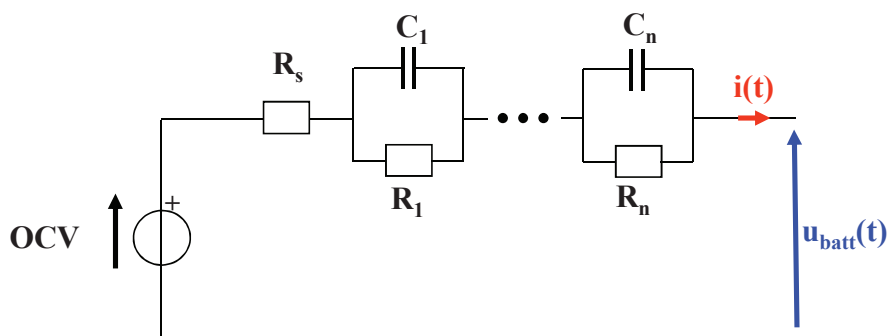 C1
Cn
Rs
i(t)
R1
Rn
+
OCV
ubatt(t)